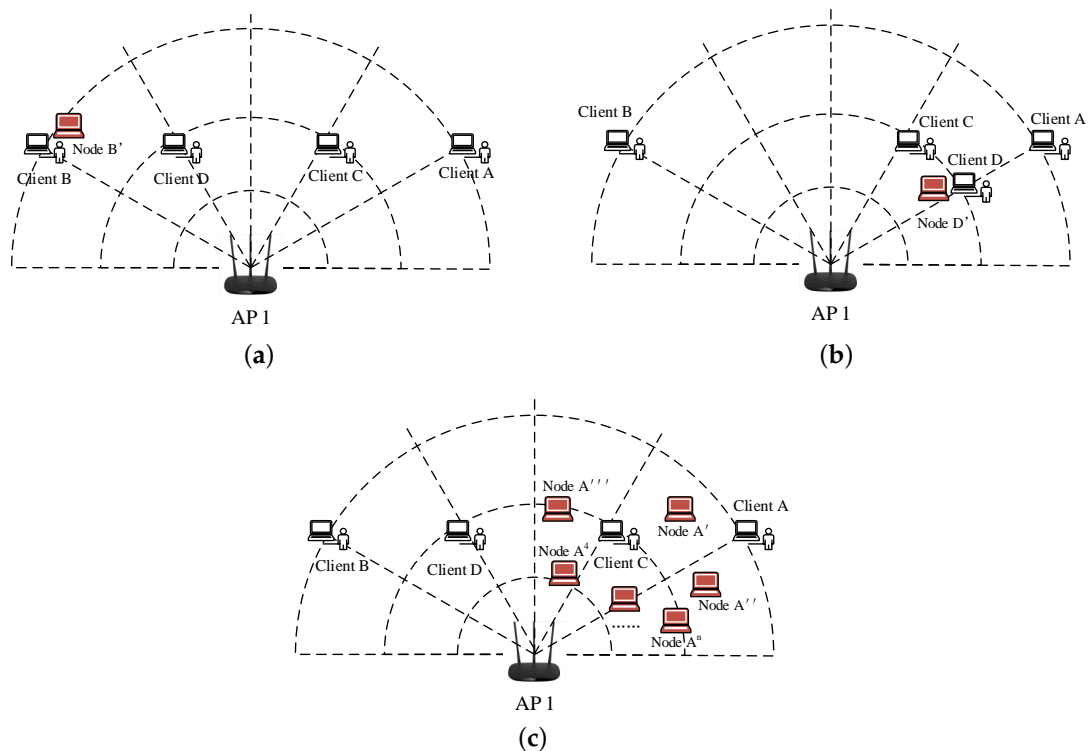 Node B'
Client B
Client D
Client C
Client A
AP 1
(a)
Client B
Client C
Client A
Client D
Node D'
AP 1
(b)
Node A'''
Client A
Node A'
Node A⁴
Client B
Client D
Client C
Node A''
......
Node Aⁿ
AP 1
(c)